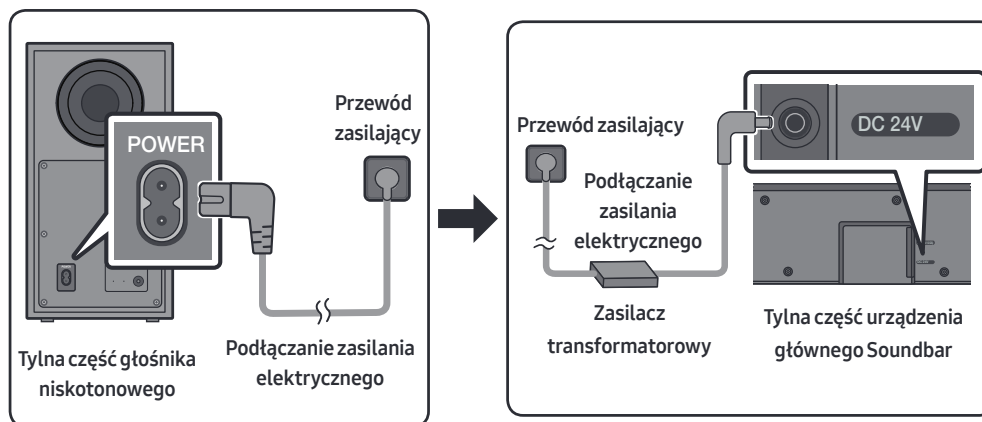 POWER
Przewód
zasilający
Tylna część głośnika
niskotonowego
Podłączanie zasilania
elektrycznego
DC 24V
Przewód zasilający
Podłączanie
zasilania
elektrycznego
Zasilacz
transformatorowy
Tylna część urządzenia
głównego Soundbar